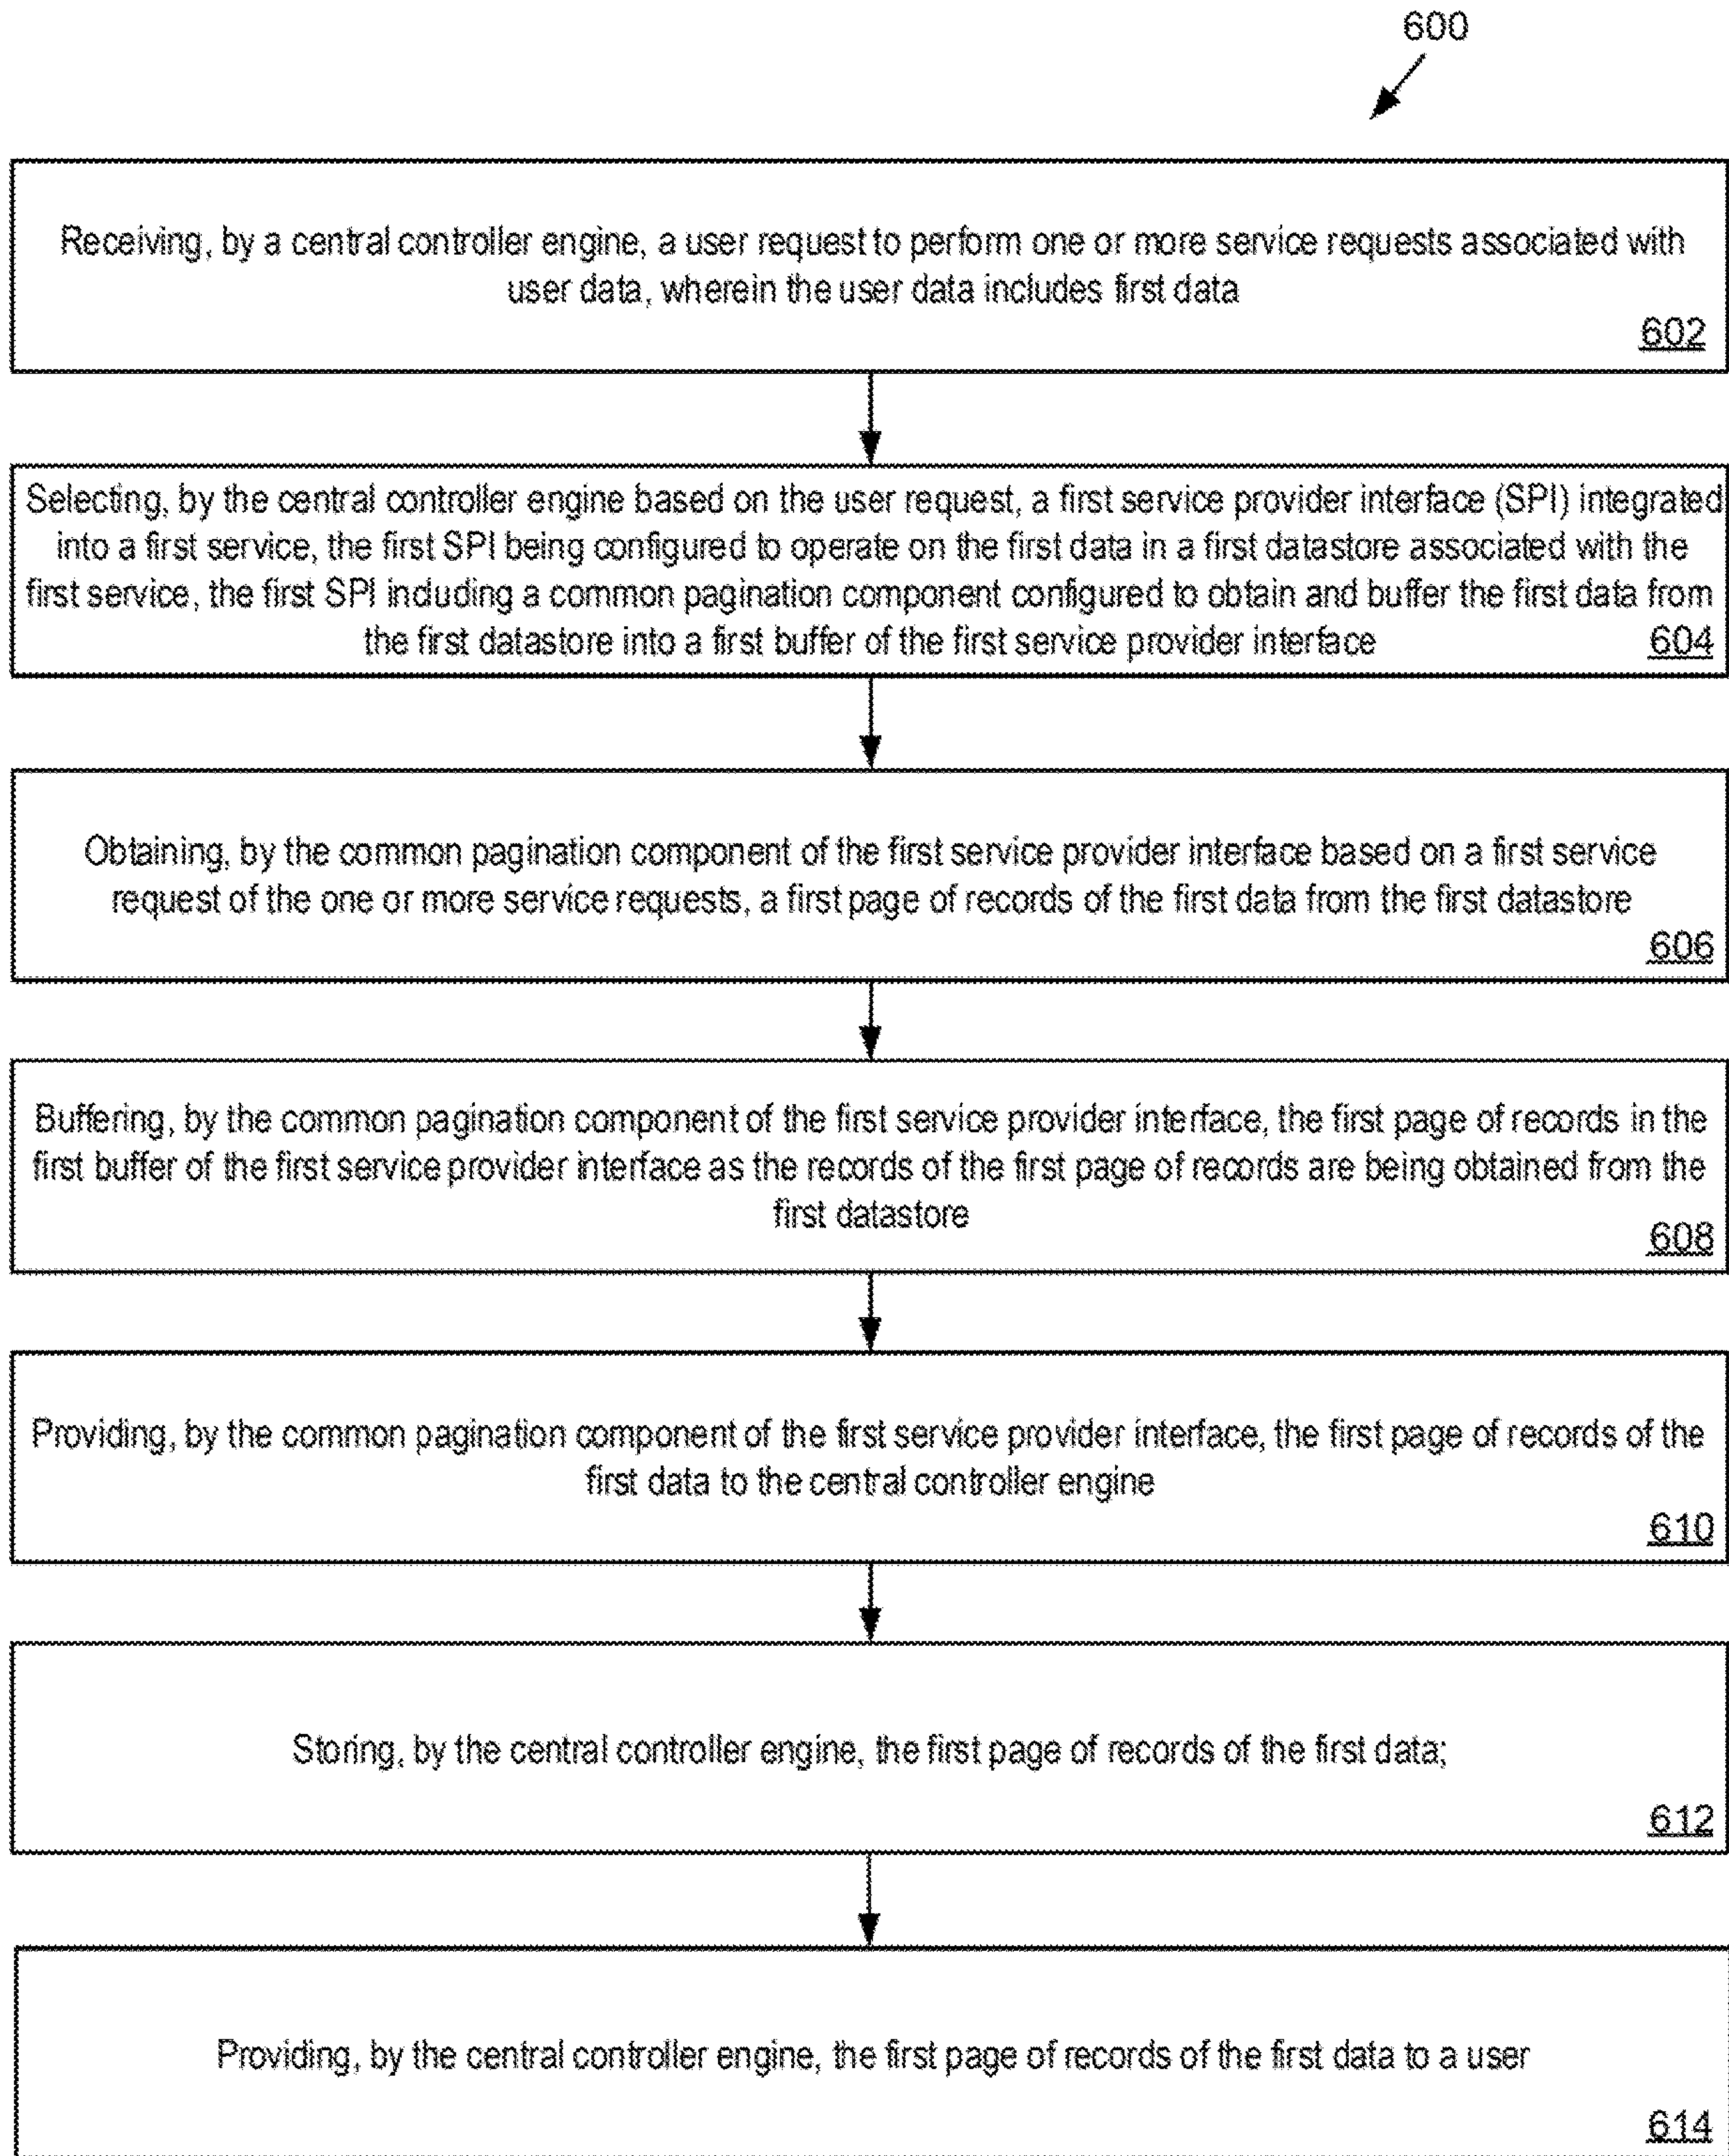 600
Receiving, by a central controller engine, a user request to perform one or more service requests associated with
user data, wherein the user data includes first data
602
Selecting, by the central controller engine based on the user request, a first service provider interface (SPI) integrated
into a first service, the first SPI being configured to operate on the first data in a first datastore associated with the
first service, the first SPI including a common pagination component configured to obtain and buffer the first data from
the first datastore into a first buffer of the first service provider interface
604
Obtaining, by the common pagination component of the first service provider interface based on a first service
request of the one or more service requests, a first page of records of the first data from the first datastore
606
Buffering, by the common pagination component of the first service provider interface, the first page of records in the
first buffer of the first service provider interface as the records of the first page of records are being obtained from the
first datastore
608
Providing, by the common pagination component of the first service provider interface, the first page of records of the
first data to the central controller engine
610
Storing, by the central controller engine, the first page of records of the first data;
612
Providing, by the central controller engine, the first page of records of the first data to a user
614